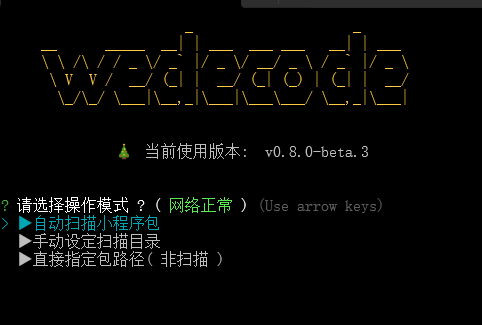 wedecode
🎄 当前使用版本: v0.8.0-beta.3
? 请选择操作模式 ? ( 网络正常 ) (Use arrow keys)
> ▶自动扫描小程序包
▶手动设定扫描目录
▶直接指定包路径( 非扫描 )